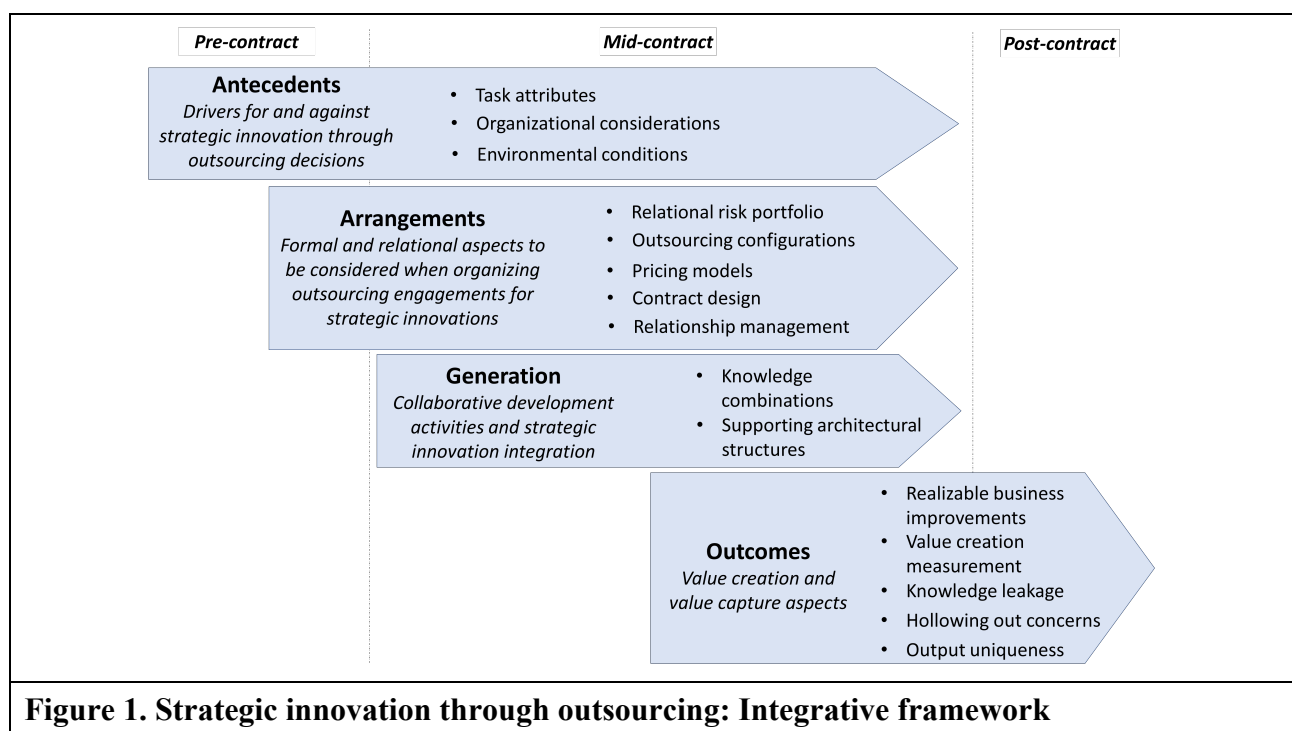 Pre-contract
Mid-contract
Post-contract
Antecedents
Drivers for and against
strategic innovation through
outsourcing decisions
• Task attributes
• Organizational considerations
• Environmental conditions
Arrangements
Formal and relational aspects to
be considered when organizing
outsourcing engagements for
strategic innovations
• Relational risk portfolio
• Outsourcing configurations
• Pricing models
• Contract design
• Relationship management
Generation
Collaborative development
activities and strategic
innovation integration
• Knowledge
combinations
• Supporting architectural
structures
Outcomes
Value creation and
value capture aspects
• Realizable business
improvements
• Value creation
measurement
• Knowledge leakage
• Hollowing out concerns
• Output uniqueness
Figure 1. Strategic innovation through outsourcing: Integrative framework